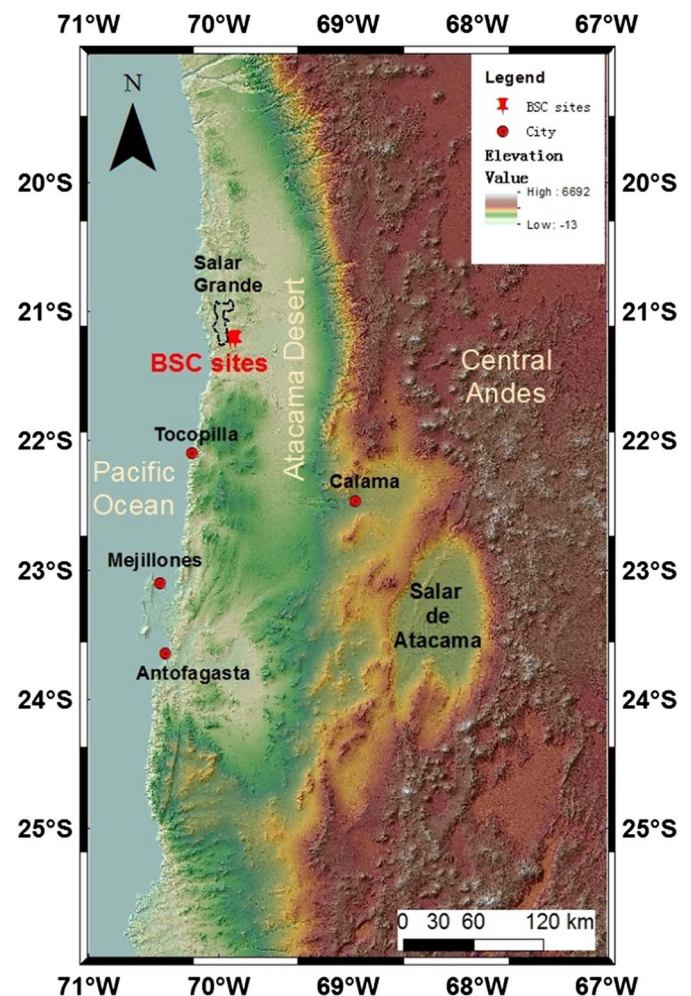 71°W 70°W 69°W 68°W 67°W
N
Legend
BSC sites
City
Elevation
Value
High : 6692
Low : -13
20°S 20°S
Salar
Grande
21°S 21°S
BSC sites
Atacama Desert
Central
Andes
22°S 22°S
Tocopilla
Pacific
Ocean
Calama
Mejillones
23°S 23°S
Salar
de
Atacama
Antofagasta
24°S 24°S
25°S 25°S
0 30 60 120 km
71°W 70°W 69°W 68°W 67°W